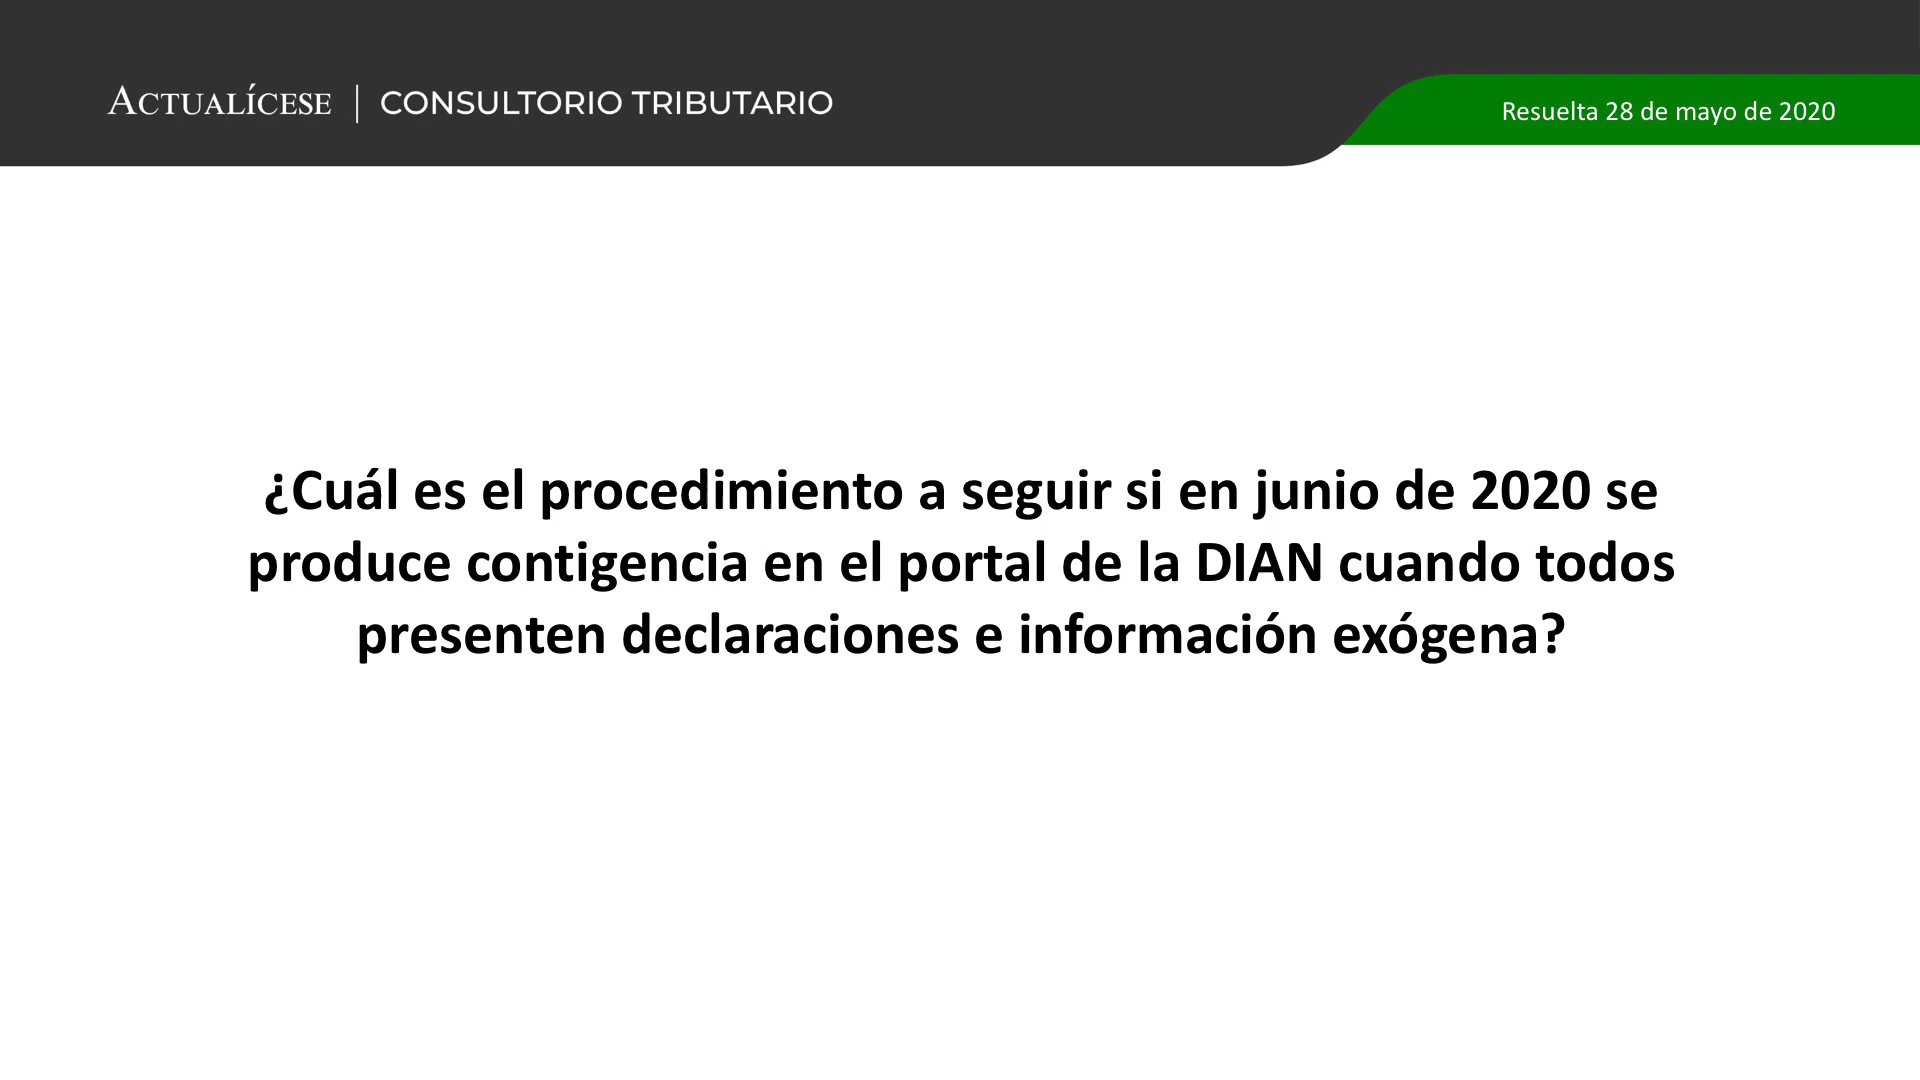 ACTUALÍCESE | CONSULTORIO TRIBUTARIO
Resuelta 28 de mayo de 2020
¿Cuál es el procedimiento a seguir si en junio de 2020 se
produce contigencia en el portal de la DIAN cuando todos
presenten declaraciones e información exógena?